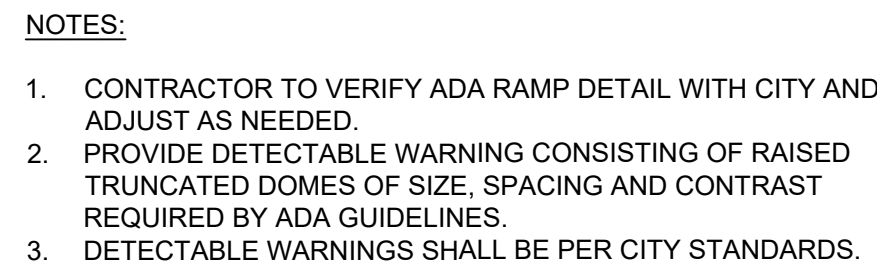 NOTES:
1. CONTRACTOR TO VERIFY ADA RAMP DETAIL WITH CITY AND
ADJUST AS NEEDED.
2. PROVIDE DETECTABLE WARNING CONSISTING OF RAISED
TRUNCATED DOMES OF SIZE, SPACING AND CONTRAST
REQUIRED BY ADA GUIDELINES.
3. DETECTABLE WARNINGS SHALL BE PER CITY STANDARDS.